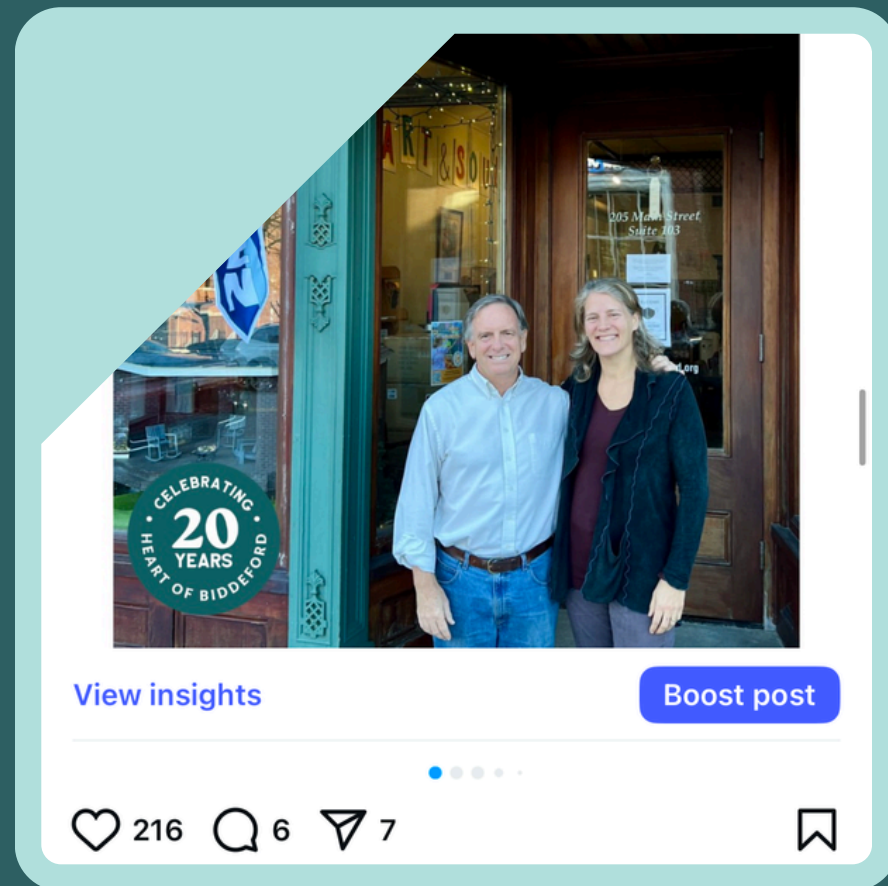 ART & SOUL
205 Main Street
Suite 103
CELEBRATING
20
YEARS
HEART OF BIDDEFORD
View insights
Boost post
216 6 7